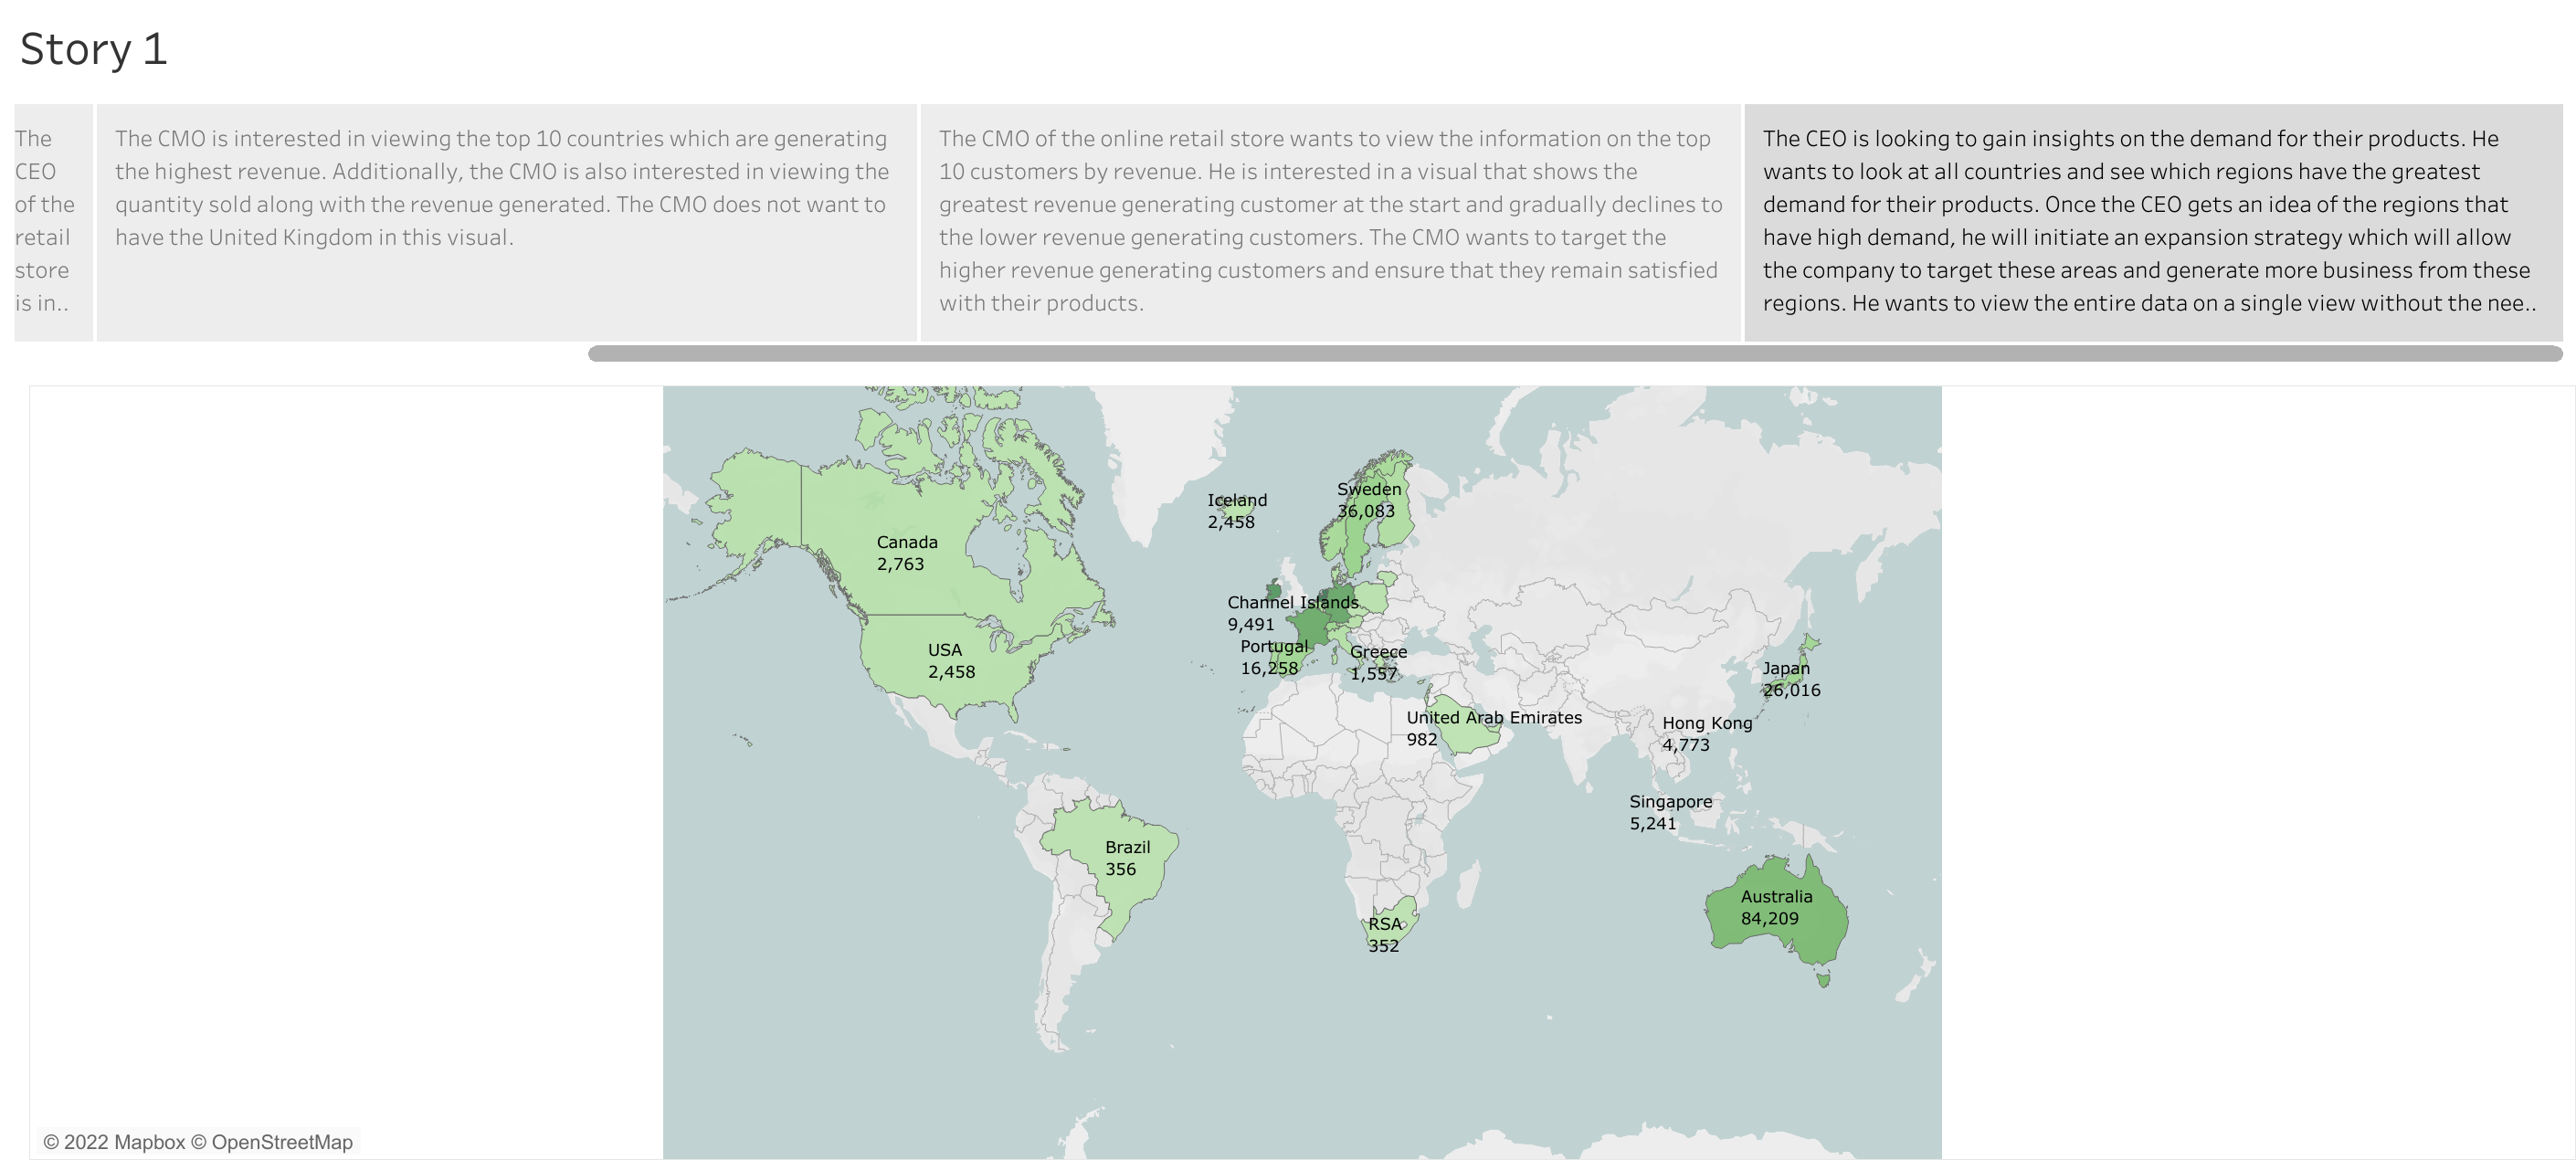 Story 1
The
CEO
of the
retail
store
is in..
The CMO is interested in viewing the top 10 countries which are generating
the highest revenue. Additionally, the CMO is also interested in viewing the
quantity sold along with the revenue generated. The CMO does not want to
have the United Kingdom in this visual.
The CMO of the online retail store wants to view the information on the top
10 customers by revenue. He is interested in a visual that shows the
greatest revenue generating customer at the start and gradually declines to
the lower revenue generating customers. The CMO wants to target the
higher revenue generating customers and ensure that they remain satisfied
with their products.
The CEO is looking to gain insights on the demand for their products. He
wants to look at all countries and see which regions have the greatest
demand for their products. Once the CEO gets an idea of the regions that
have high demand, he will initiate an expansion strategy which will allow
the company to target these areas and generate more business from these
regions. He wants to view the entire data on a single view without the nee..
Sweden
36,083
Iceland
2,458
Canada
2,763
Channel Islands
9,491
USA
2,458
Portugal
16,258
Greece
1,557
Japan
26,016
United Arab Emirates
982
Hong Kong
4,773
Singapore
5,241
Brazil
356
Australia
84,209
RSA
352
© 2022 Mapbox © OpenStreetMap